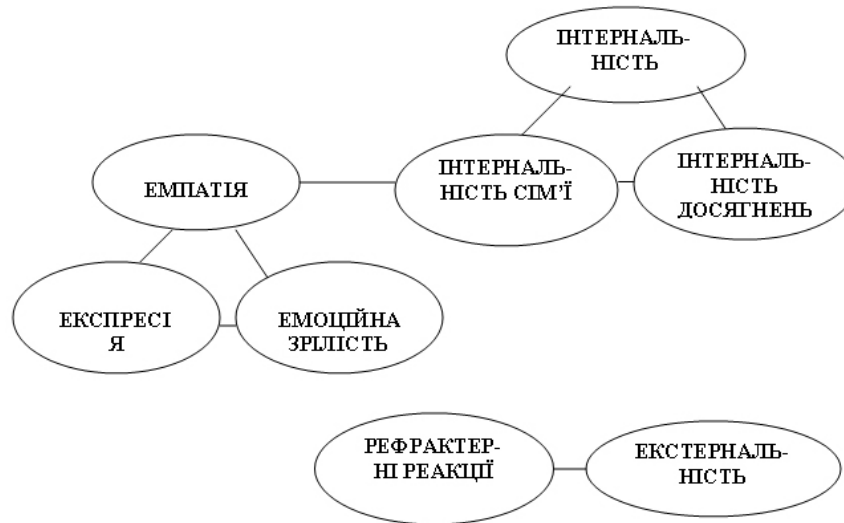 ІНТЕРНАЛЬ-
НІСТЬ
ІНТЕРНАЛЬ-
НІСТЬ СІМ'Ї
ІНТЕРНАЛЬ-
НІСТЬ
ДОСЯГНЕНЬ
ЕМПАТІЯ
ЕКСПРЕСІ
Я
ЕМОЦІЙНА
ЗРІЛІСТЬ
РЕФРАКТЕР-
НІ РЕАКЦІЇ
ЕКСТЕРНАЛЬ-
НІСТЬ